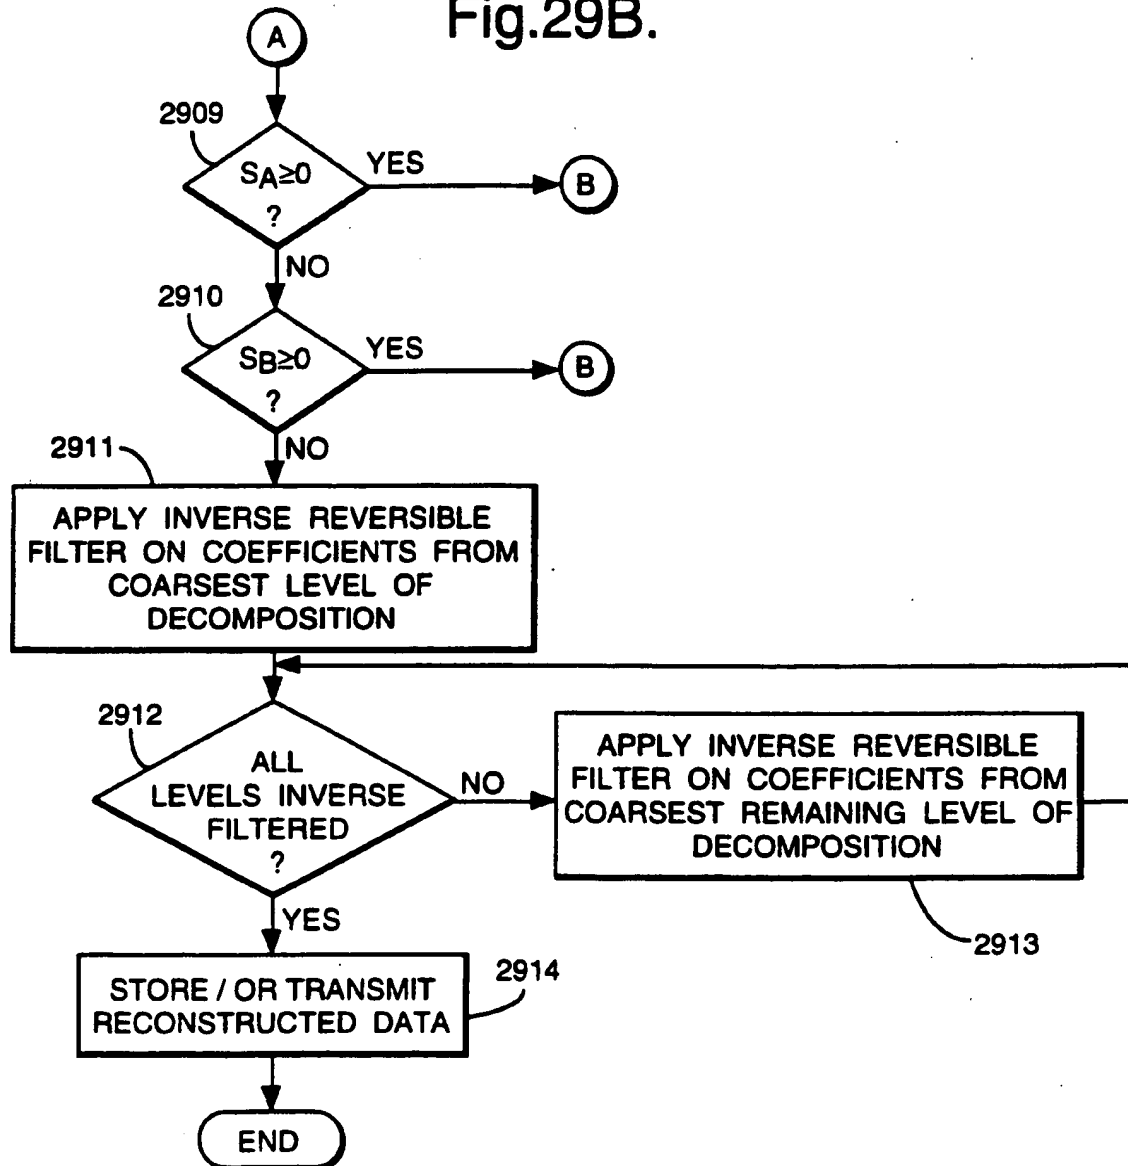 Fig.29B.
A
2909
SA≥0
?
YES
B
NO
2910
SB≥0
?
YES
B
NO
2911
APPLY INVERSE REVERSIBLE
FILTER ON COEFFICIENTS FROM
COARSEST LEVEL OF
DECOMPOSITION
2912
ALL
LEVELS INVERSE
FILTERED
?
NO
APPLY INVERSE REVERSIBLE
FILTER ON COEFFICIENTS FROM
COARSEST REMAINING LEVEL OF
DECOMPOSITION
2913
YES
STORE / OR TRANSMIT
RECONSTRUCTED DATA
2914
END